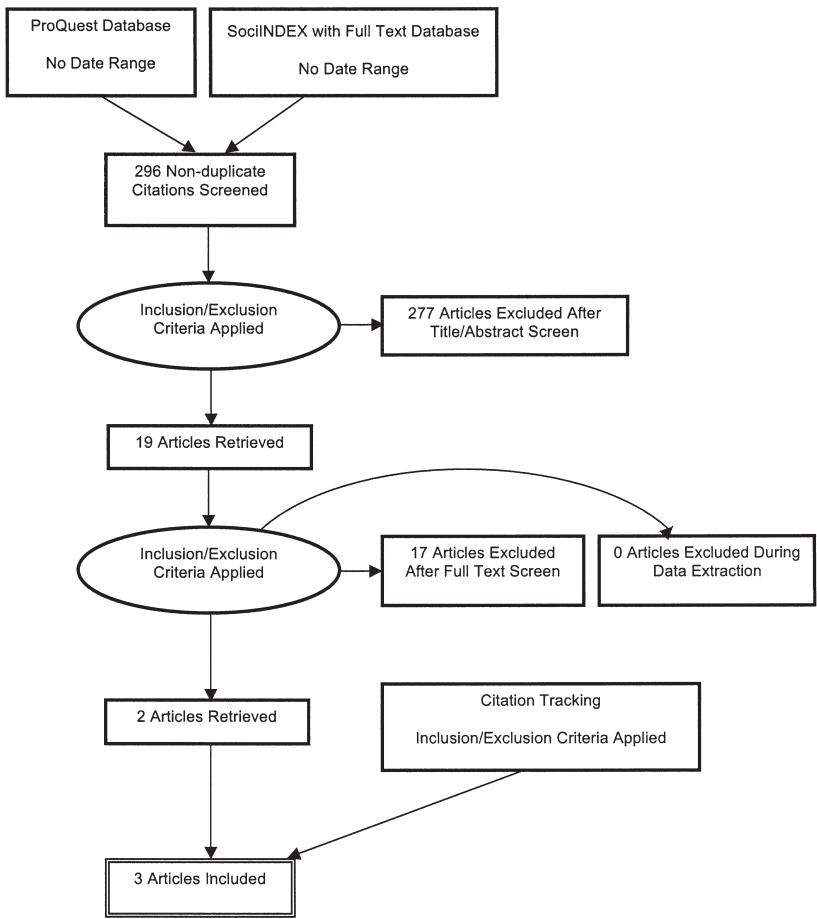 ProQuest Database
No Date Range
SociINDEX with Full Text Database
No Date Range
296 Non-duplicate
Citations Screened
Inclusion/Exclusion
Criteria Applied
277 Articles Excluded After
Title/Abstract Screen
19 Articles Retrieved
Inclusion/Exclusion
Criteria Applied
17 Articles Excluded
After Full Text Screen
0 Articles Excluded During
Data Extraction
2 Articles Retrieved
Citation Tracking
Inclusion/Exclusion Criteria Applied
3 Articles Included